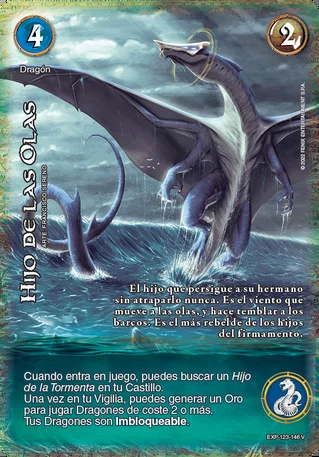 4
2
Dragón
HIJO DE LAS OLAS
ARTE: FRANCISCO SERENO
© 2022 FENIX ENTERTAINMENT S.P.A.
El hijo que persigue a su hermano
sin atraparlo nunca. Es el viento que
mueve a las olas, y hace temblar a los
barcos. Es el más rebelde de los hijos
del firmamento.
Cuando entra en juego, puedes buscar un Hijo
de la Tormenta en tu Castillo.
Una vez en tu Vigilia, puedes generar un Oro
para jugar Dragones de coste 2 o más.
Tus Dragones son Imbloqueable.
EXP-123-146 V